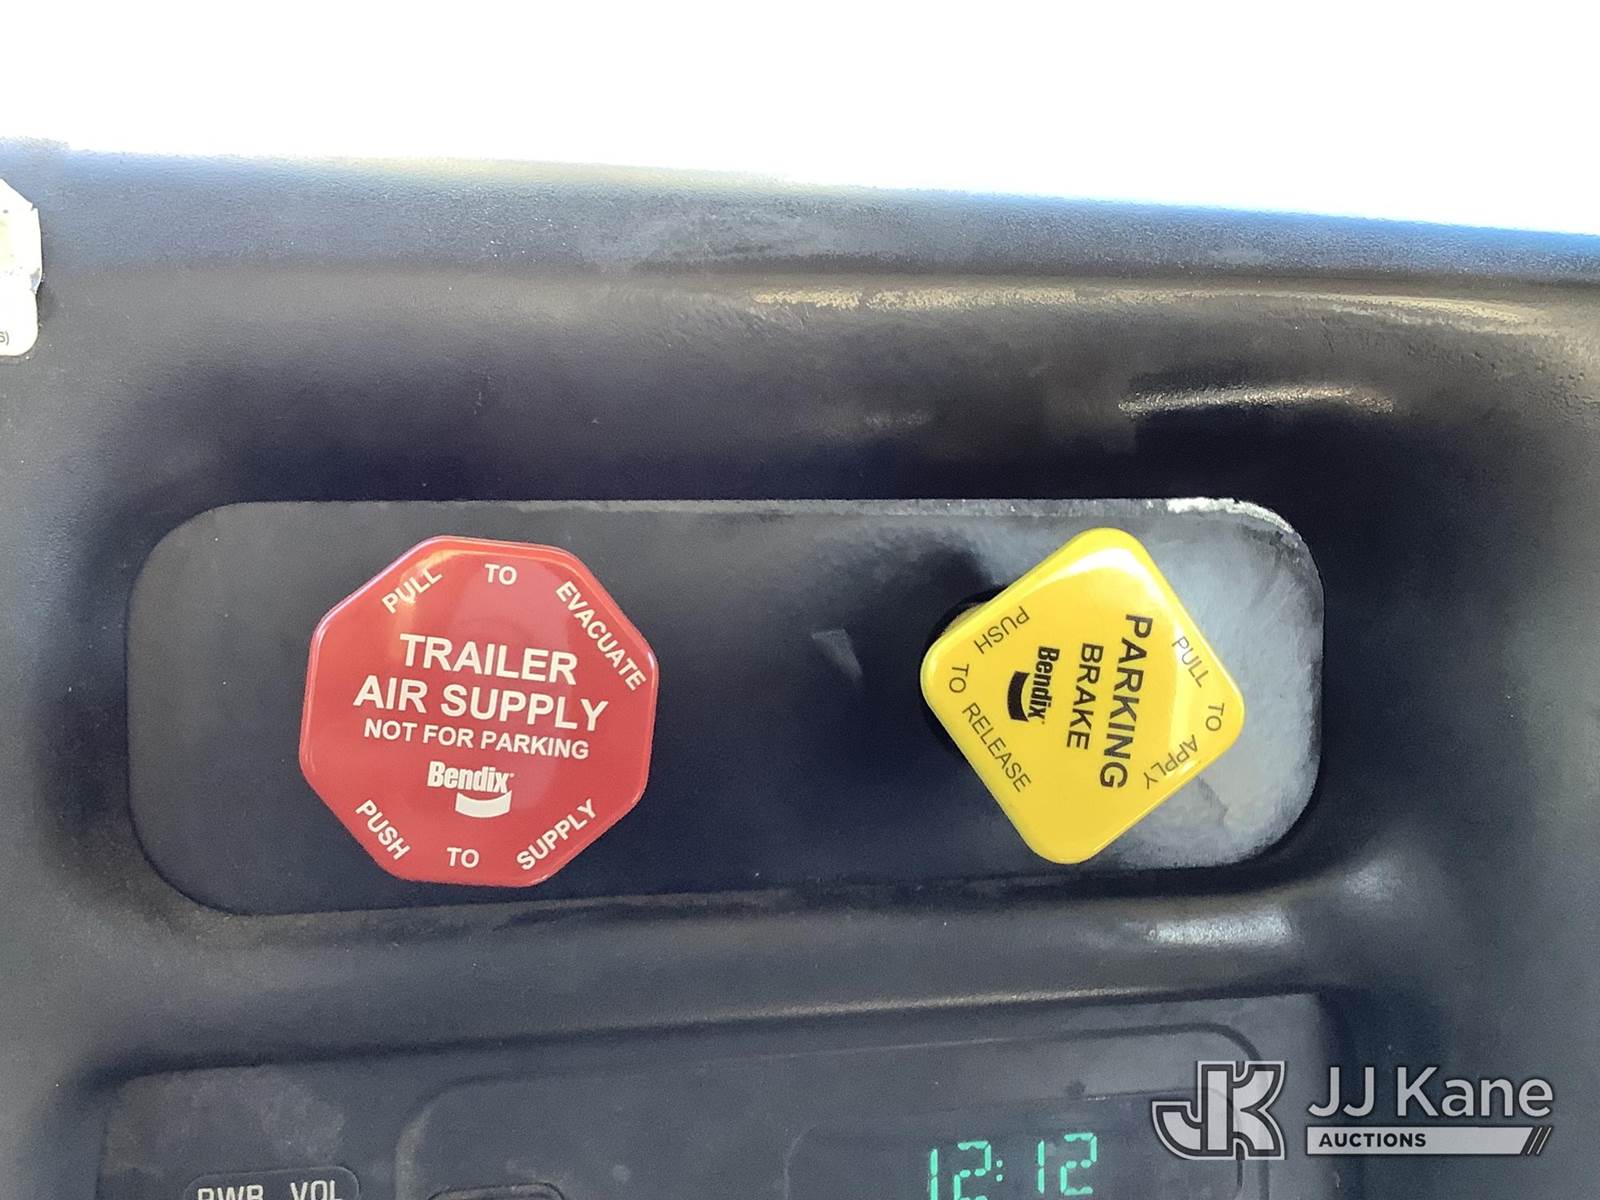 PULL TO EVACUATE
TRAILER
AIR SUPPLY
NOT FOR PARKING
Bendix
PUSH TO SUPPLY
PULL TO APPLY
PARKING
BRAKE
Bendix
PUSH TO RELEASE
12:12
PWR VOL
JK
JJ Kane
AUCTIONS